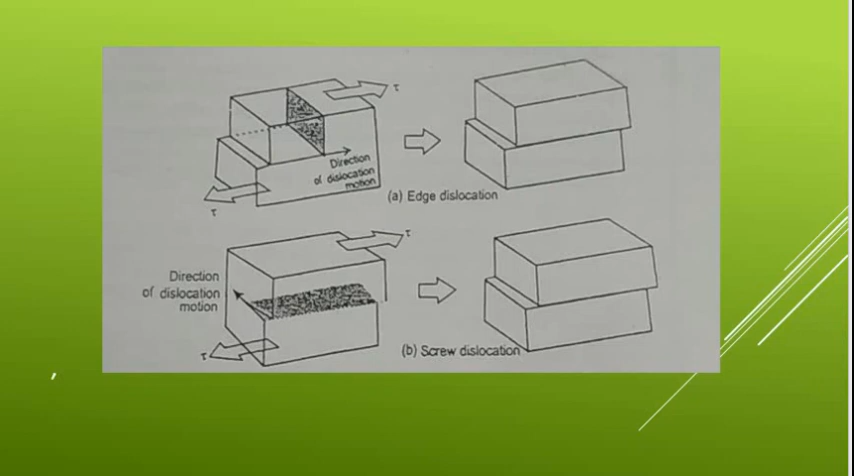 τ
Direction
of dislocation
motion
τ
(a) Edge dislocation
τ
Direction
of dislocation
motion
τ
(b) Screw dislocation
,